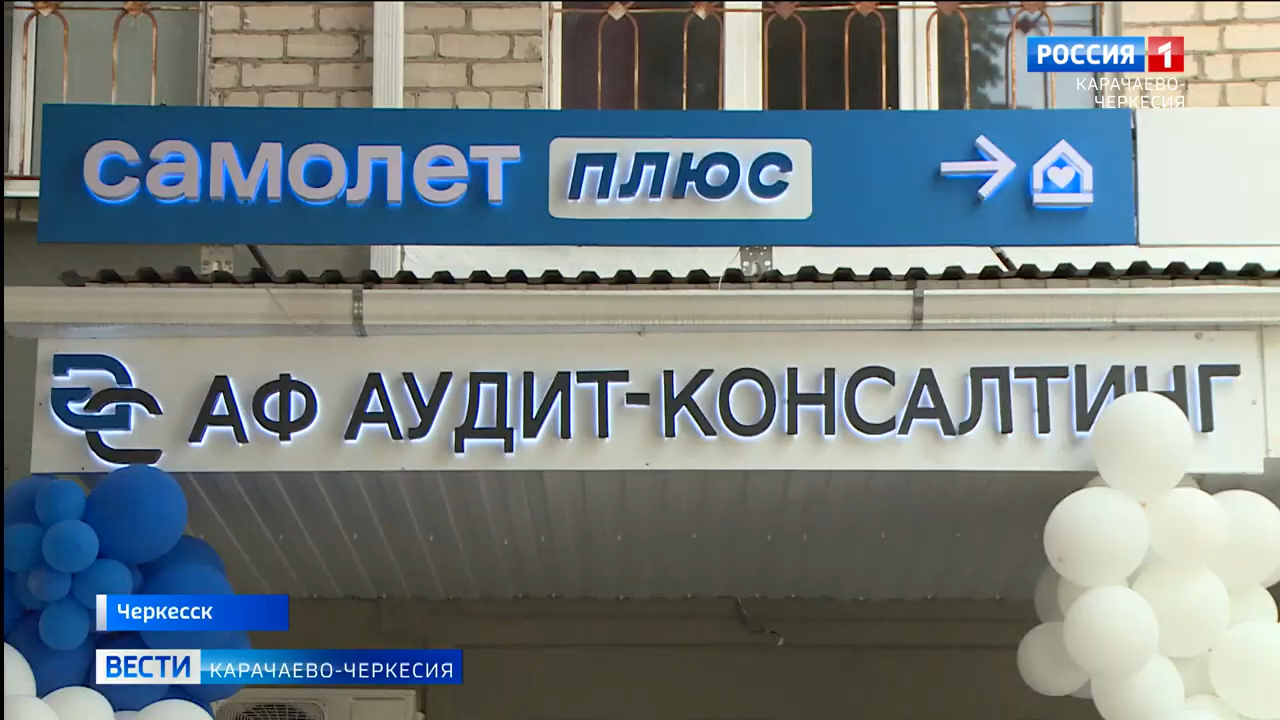 РОССИЯ 1
КАРАЧАЕВО-
ЧЕРКЕСИЯ
самолет плюс
АФ АУДИТ-КОНСАЛТИНГ
Черкесск
ВЕСТИ КАРАЧАЕВО-ЧЕРКЕСИЯ